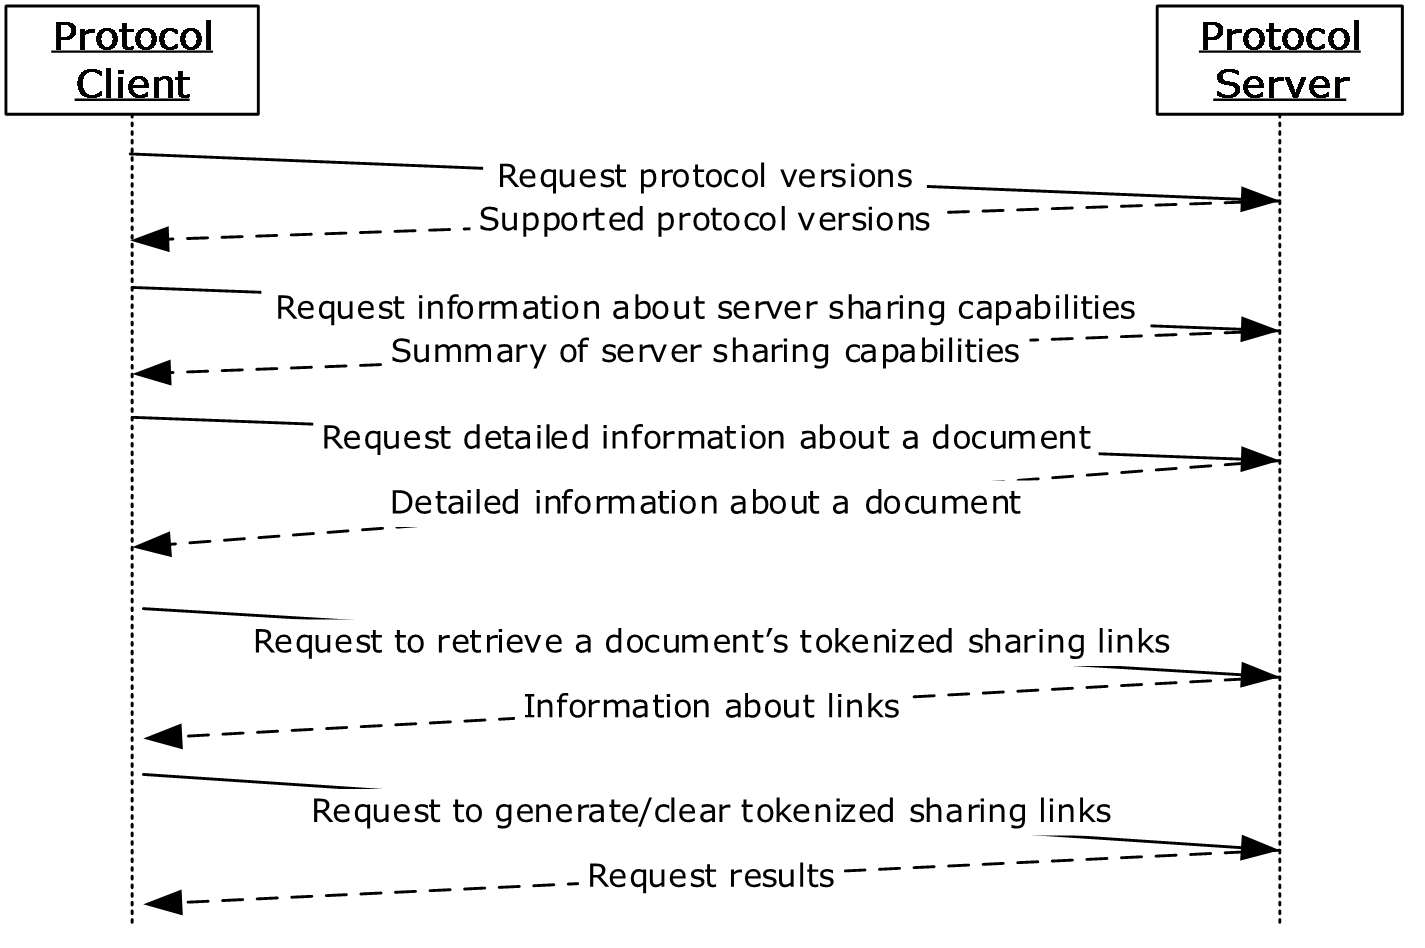 Protocol
Client
Protocol
Server
Request protocol versions
Supported protocol versions
Request information about server sharing capabilities
Summary of server sharing capabilities
Request detailed information about a document
Detailed information about a document
Request to retrieve a document’s tokenized sharing links
Information about links
Request to generate/clear tokenized sharing links
Request results